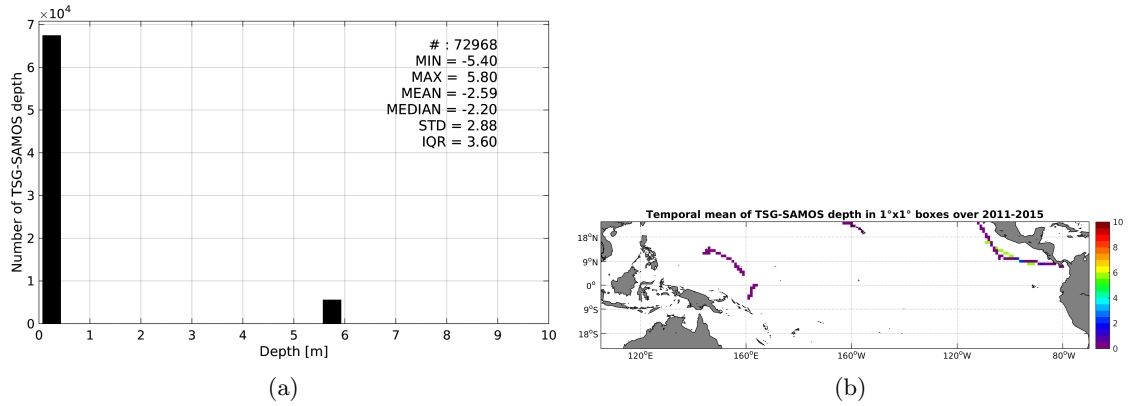 ×10⁴
7
6
5
4
3
2
1
0
Number of TSG-SAMOS depth
# : 72968
MIN = -5.40
MAX = 5.80
MEAN = -2.59
MEDIAN = -2.20
STD = 2.88
IQR = 3.60
0 1 2 3 4 5 6 7 8 9 10
Depth [m]
(a)
Temporal mean of TSG-SAMOS depth in 1°x1° boxes over 2011-2015
18°N
9°N
0°
9°S
18°S
120°E 160°E 160°W 120°W 80°W
10
8
6
4
2
0
(b)